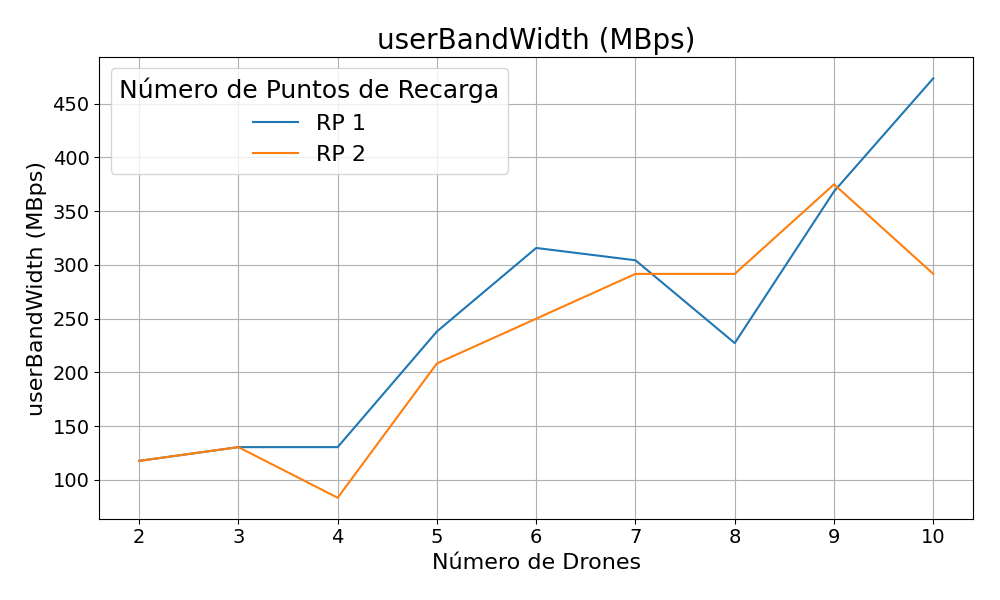 userBandWidth (MBps)
Número de Puntos de Recarga
RP 1
RP 2
userBandWidth (MBps)
450
400
350
300
250
200
150
100
2 3 4 5 6 7 8 9 10
Número de Drones